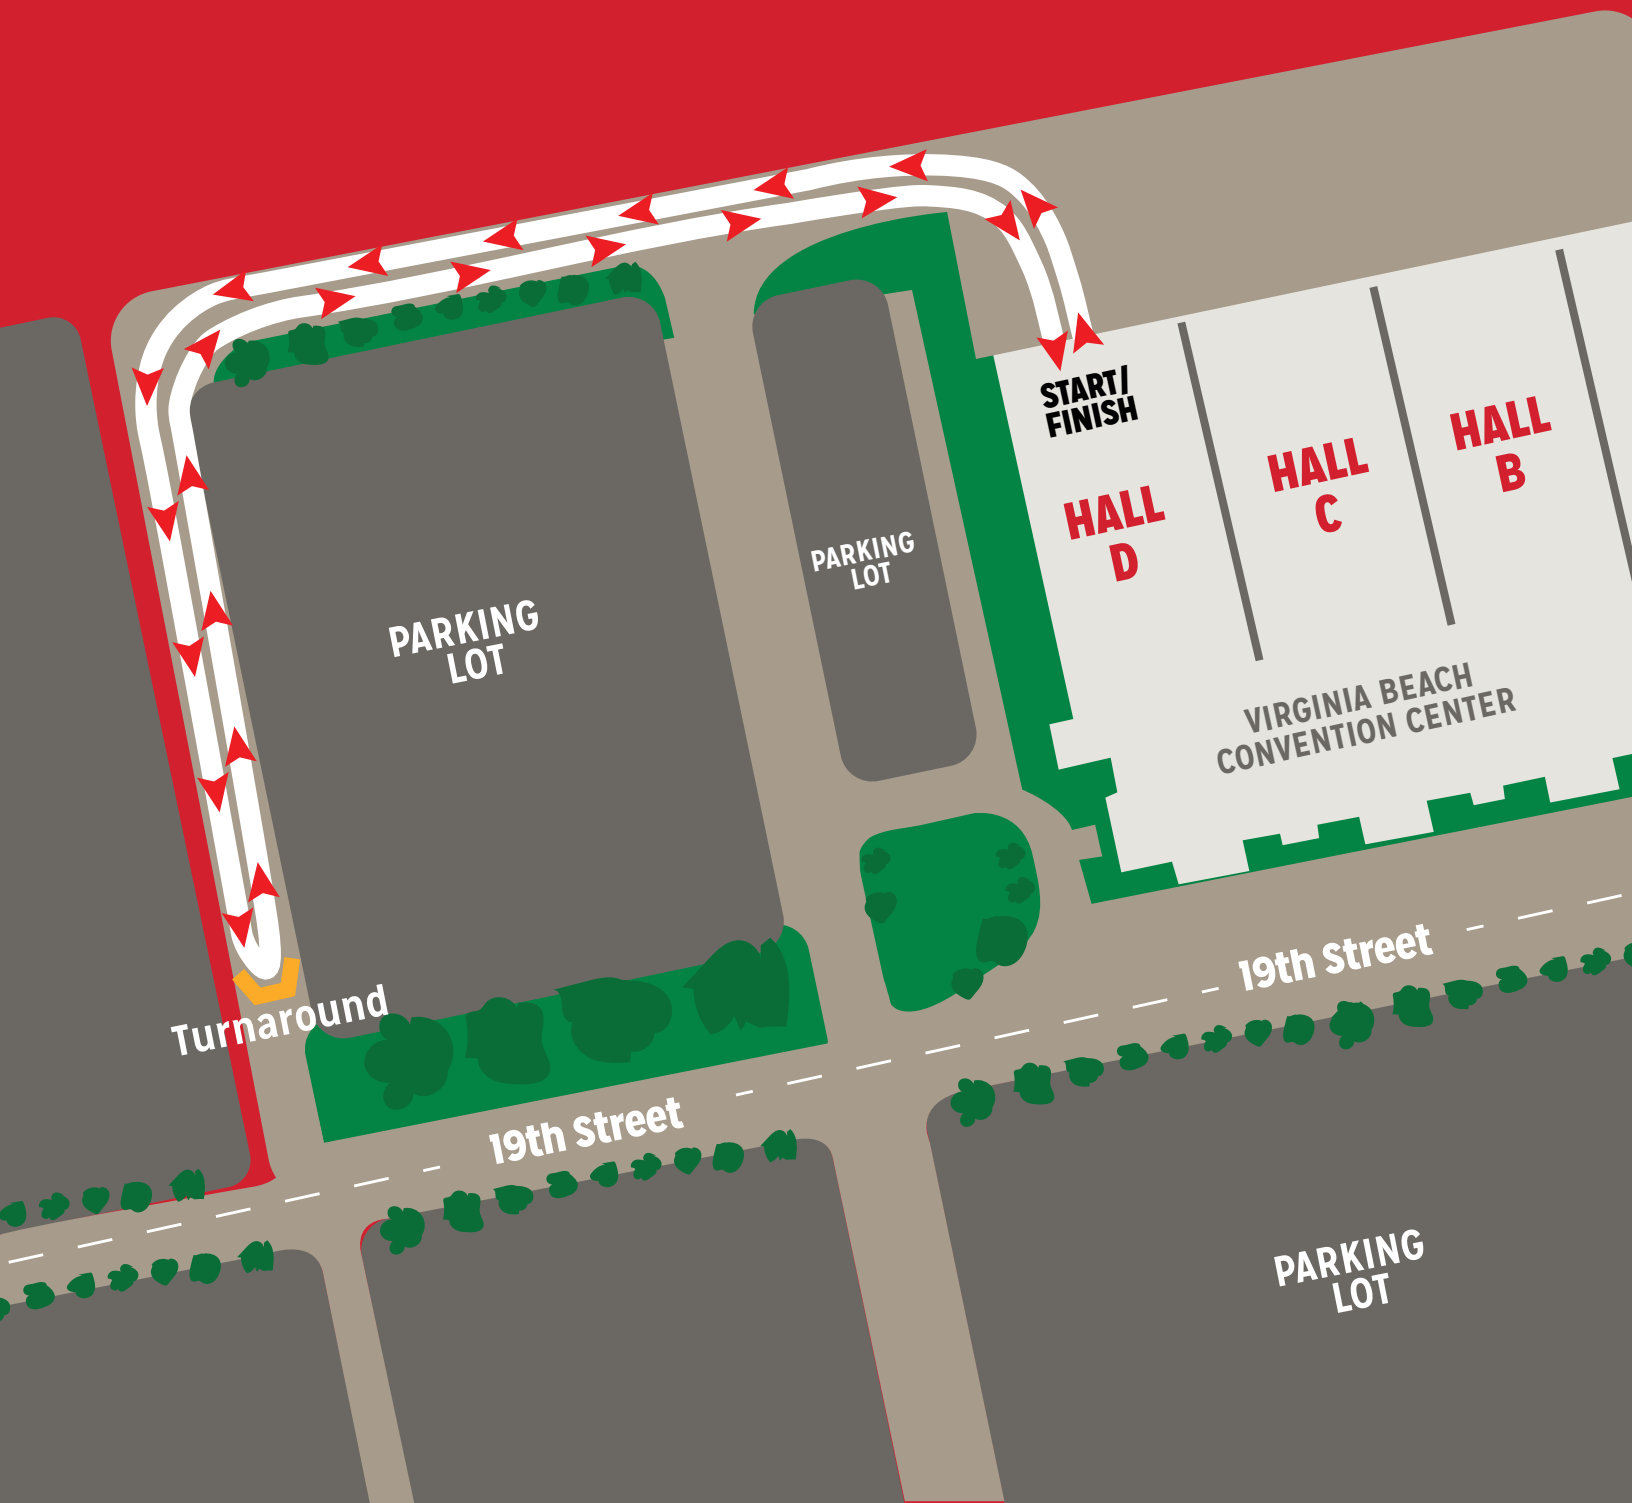 START/
FINISH
HALL
B
HALL
C
HALL
D
PARKING
LOT
PARKING
LOT
VIRGINIA BEACH
CONVENTION CENTER
19th Street
Turnaround
19th Street
PARKING
LOT